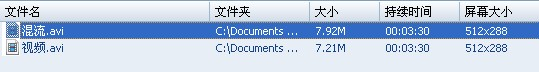 文件名 文件夹 大小 持续时间 屏幕大小
混流.avi C:\Documents ... 7.92M 00:03:30 512x288
视频.avi C:\Documents ... 7.21M 00:03:30 512x288